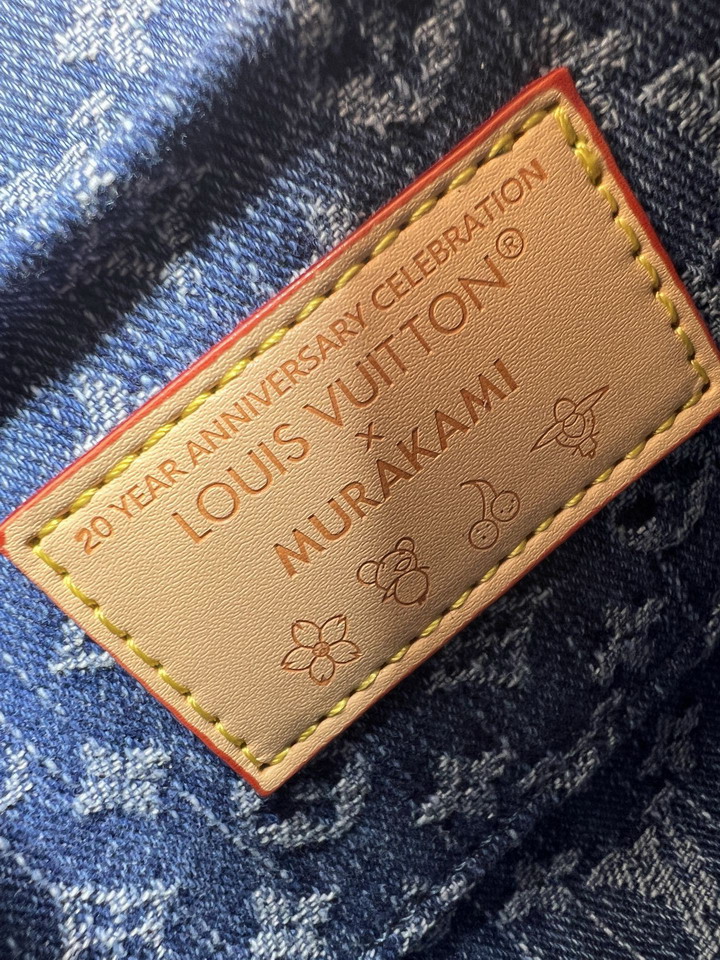 20 YEAR ANNIVERSARY CELEBRATION
LOUIS VUITTON®
×
MURAKAMI